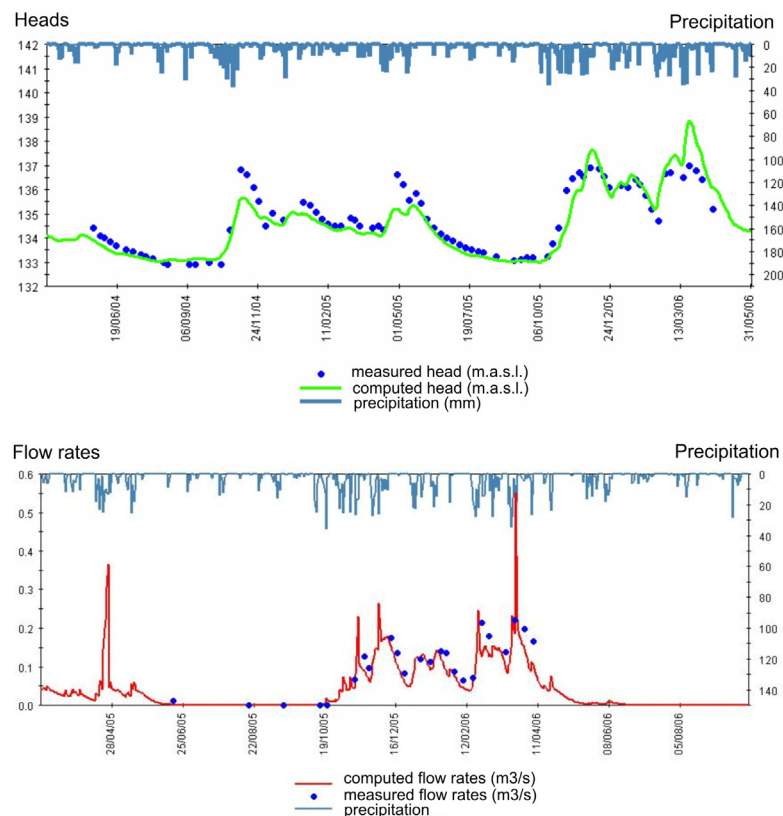 Heads Precipitation
142 0
141 20
140 40
139 60
138 80
137 100
136 120
135 140
134 160
133 180
132 200
19/06/04 06/09/04 24/11/04 11/02/05 01/05/05 19/07/05 06/10/05 24/12/05 13/03/06 31/05/06
measured head (m.a.s.l.)
computed head (m.a.s.l.)
precipitation (mm)
Flow rates Precipitation
0.6 0
0.5 20
0.4 40
0.3 60
0.2 80
0.1 100
0.0 120
140
28/04/05 25/06/05 22/08/05 19/10/05 16/12/05 12/02/06 11/04/06 08/06/06 05/08/06
computed flow rates (m3/s)
measured flow rates (m3/s)
precipitation